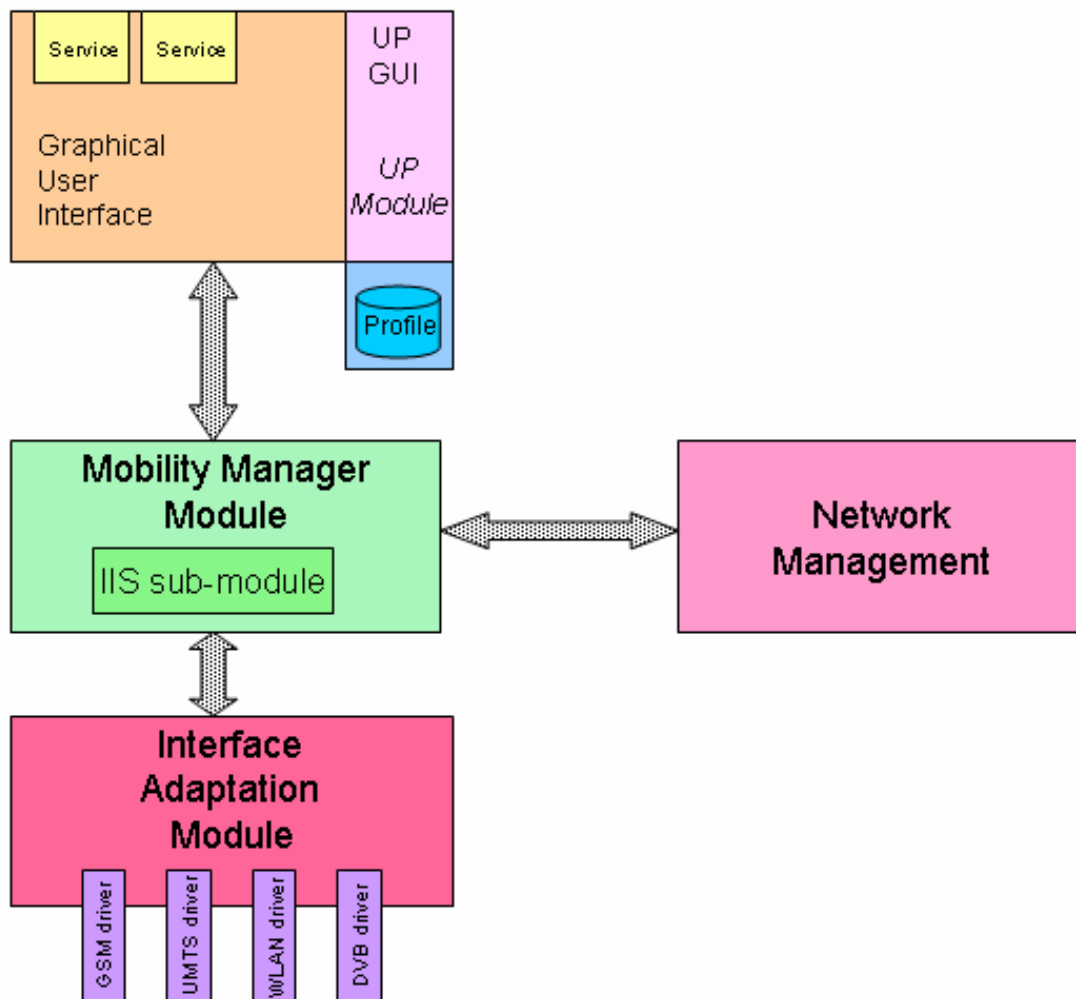 Service
Service
UP
GUI
Graphical
User
Interface
UP
Module
Profile
Mobility Manager
Module
IIS sub-module
Network
Management
Interface
Adaptation
Module
GSM driver
UMTS driver
WLAN driver
DVB driver